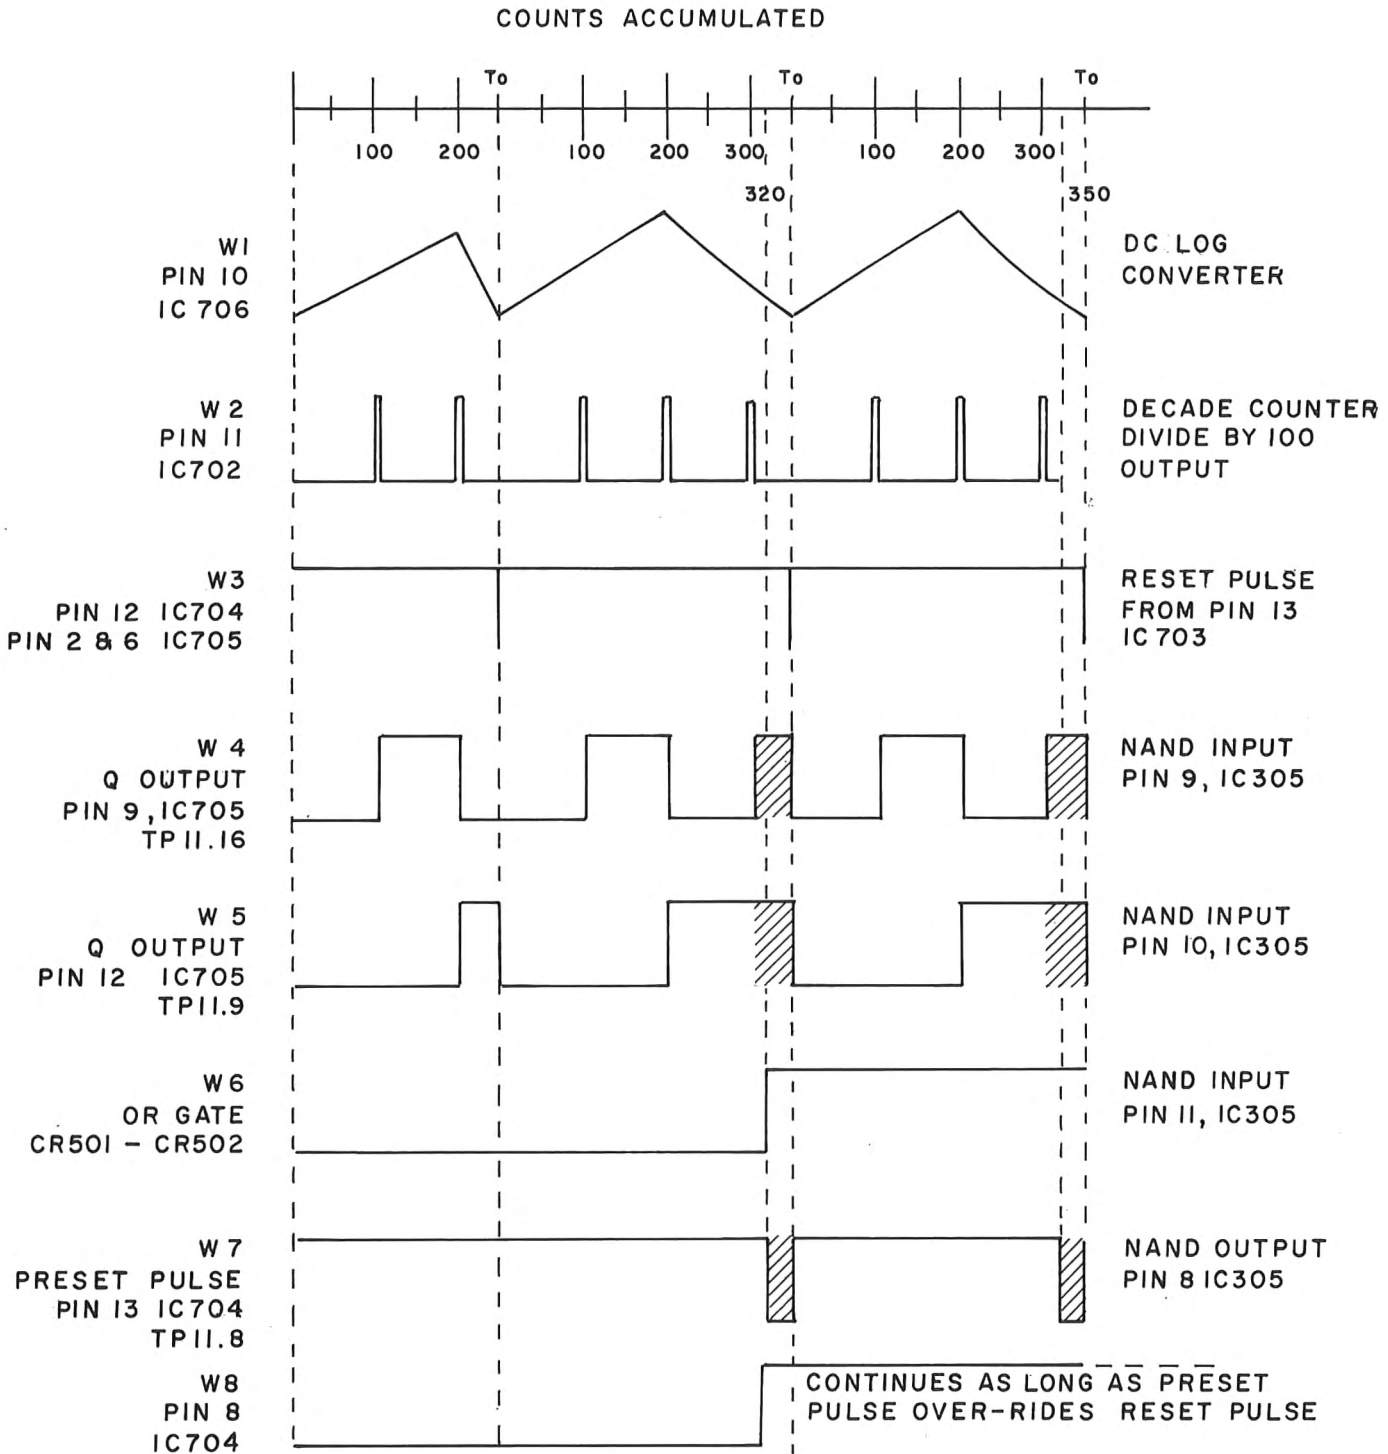 COUNTS ACCUMULATED
To To To
100 200 100 200 300 100 200 300
320 350
W1
PIN 10
IC 706
DC LOG
CONVERTER
W 2
PIN 11
IC702
DECADE COUNTER
DIVIDE BY 100
OUTPUT
W3
PIN 12 IC704
PIN 2 & 6 IC705
RESET PULSE
FROM PIN 13
IC 703
W 4
Q OUTPUT
PIN 9, IC705
TP11.16
NAND INPUT
PIN 9, IC305
W 5
Q OUTPUT
PIN 12 IC705
TP11.9
NAND INPUT
PIN 10, IC305
W6
OR GATE
CR501 - CR502
NAND INPUT
PIN 11, IC305
W 7
PRESET PULSE
PIN 13 IC704
TP11.8
NAND OUTPUT
PIN 8 IC305
W8
PIN 8
IC704
CONTINUES AS LONG AS PRESET
PULSE OVER-RIDES RESET PULSE